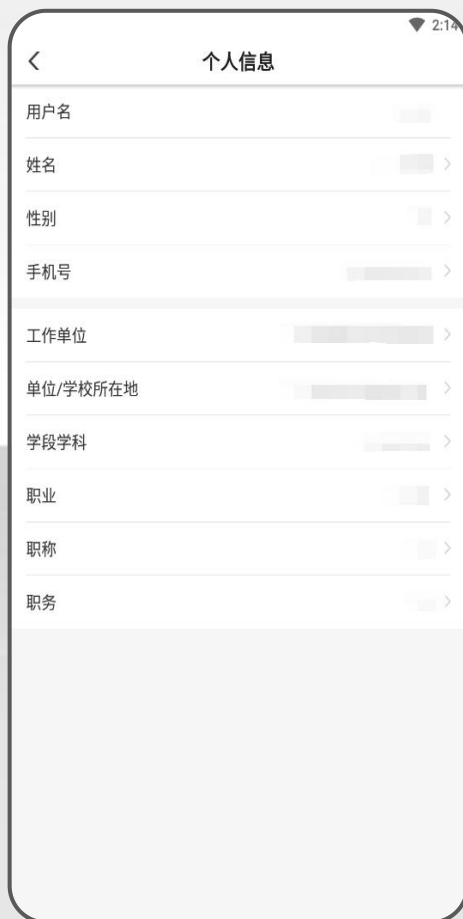 2:14
个人信息
用户名
姓名
性别
手机号
工作单位
单位/学校所在地
学段学科
职业
职称
职务